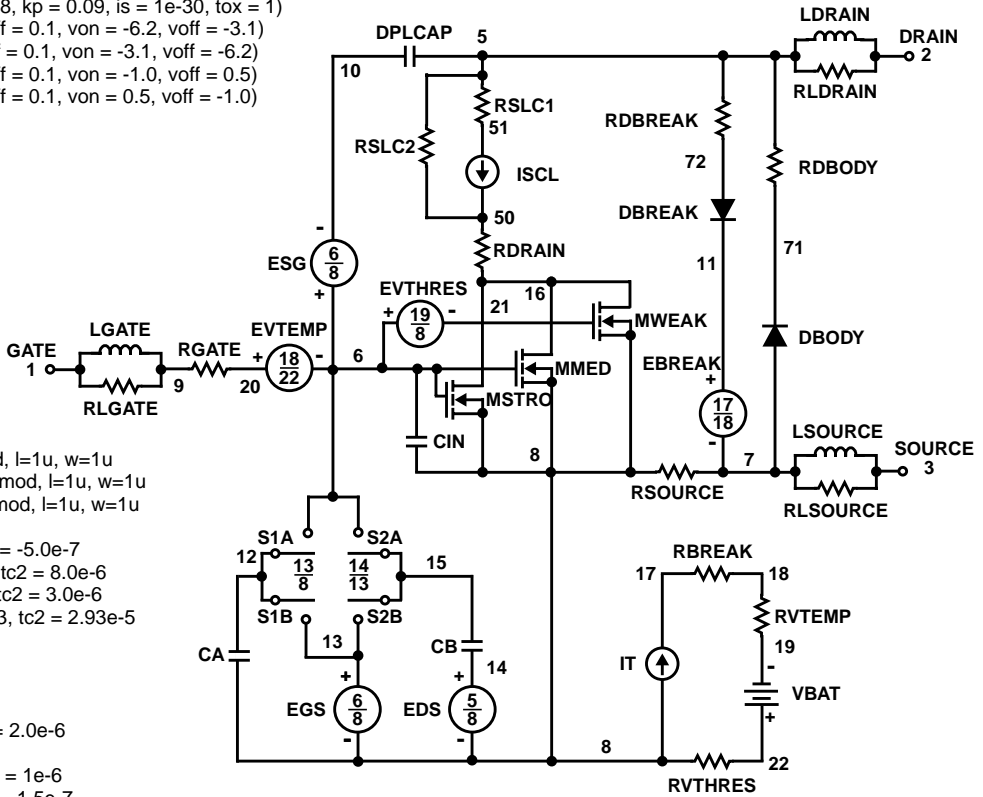 8, kp = 0.09, is = 1e-30, tox = 1)
ff = 0.1, von = -6.2, voff = -3.1)
= 0.1, von = -3.1, voff = -6.2)
ff = 0.1, von = -1.0, voff = 0.5)
ff = 0.1, von = 0.5, voff = -1.0)
LDRAIN
DPLCAP 5 DRAIN
10 2
RSLC1 RLDRAIN
51 RDBREAK
RSLC2 72 RDBODY
ISCL
DBREAK
50
- RDRAIN 71
ESG 6/8 11
+ EVTHRES 16
+ 19/8 - 21 MWEAK
LGATE EVTEMP DBODY
GATE RGATE + 18/22 - 6 MMED EBREAK
1 9 20 MSTRO +
RLGATE 17/18
CIN - LSOURCE
8 7 SOURCE
3
RSOURCE
RLSOURCE
d, l=1u, w=1u
mod, l=1u, w=1u
mod, l=1u, w=1u
= -5.0e-7
tc2 = 8.0e-6
tc2 = 3.0e-6
3, tc2 = 2.93e-5
S1A S2A
12 13/8 14/13 15
S1B S2B
13
CA CB
+ + 14
EGS 6/8 EDS 5/8
- -
RBREAK
17 18
RVTEMP
19
IT -
VBAT
+
8 22
RVTHRES
= 2.0e-6
= 1e-6